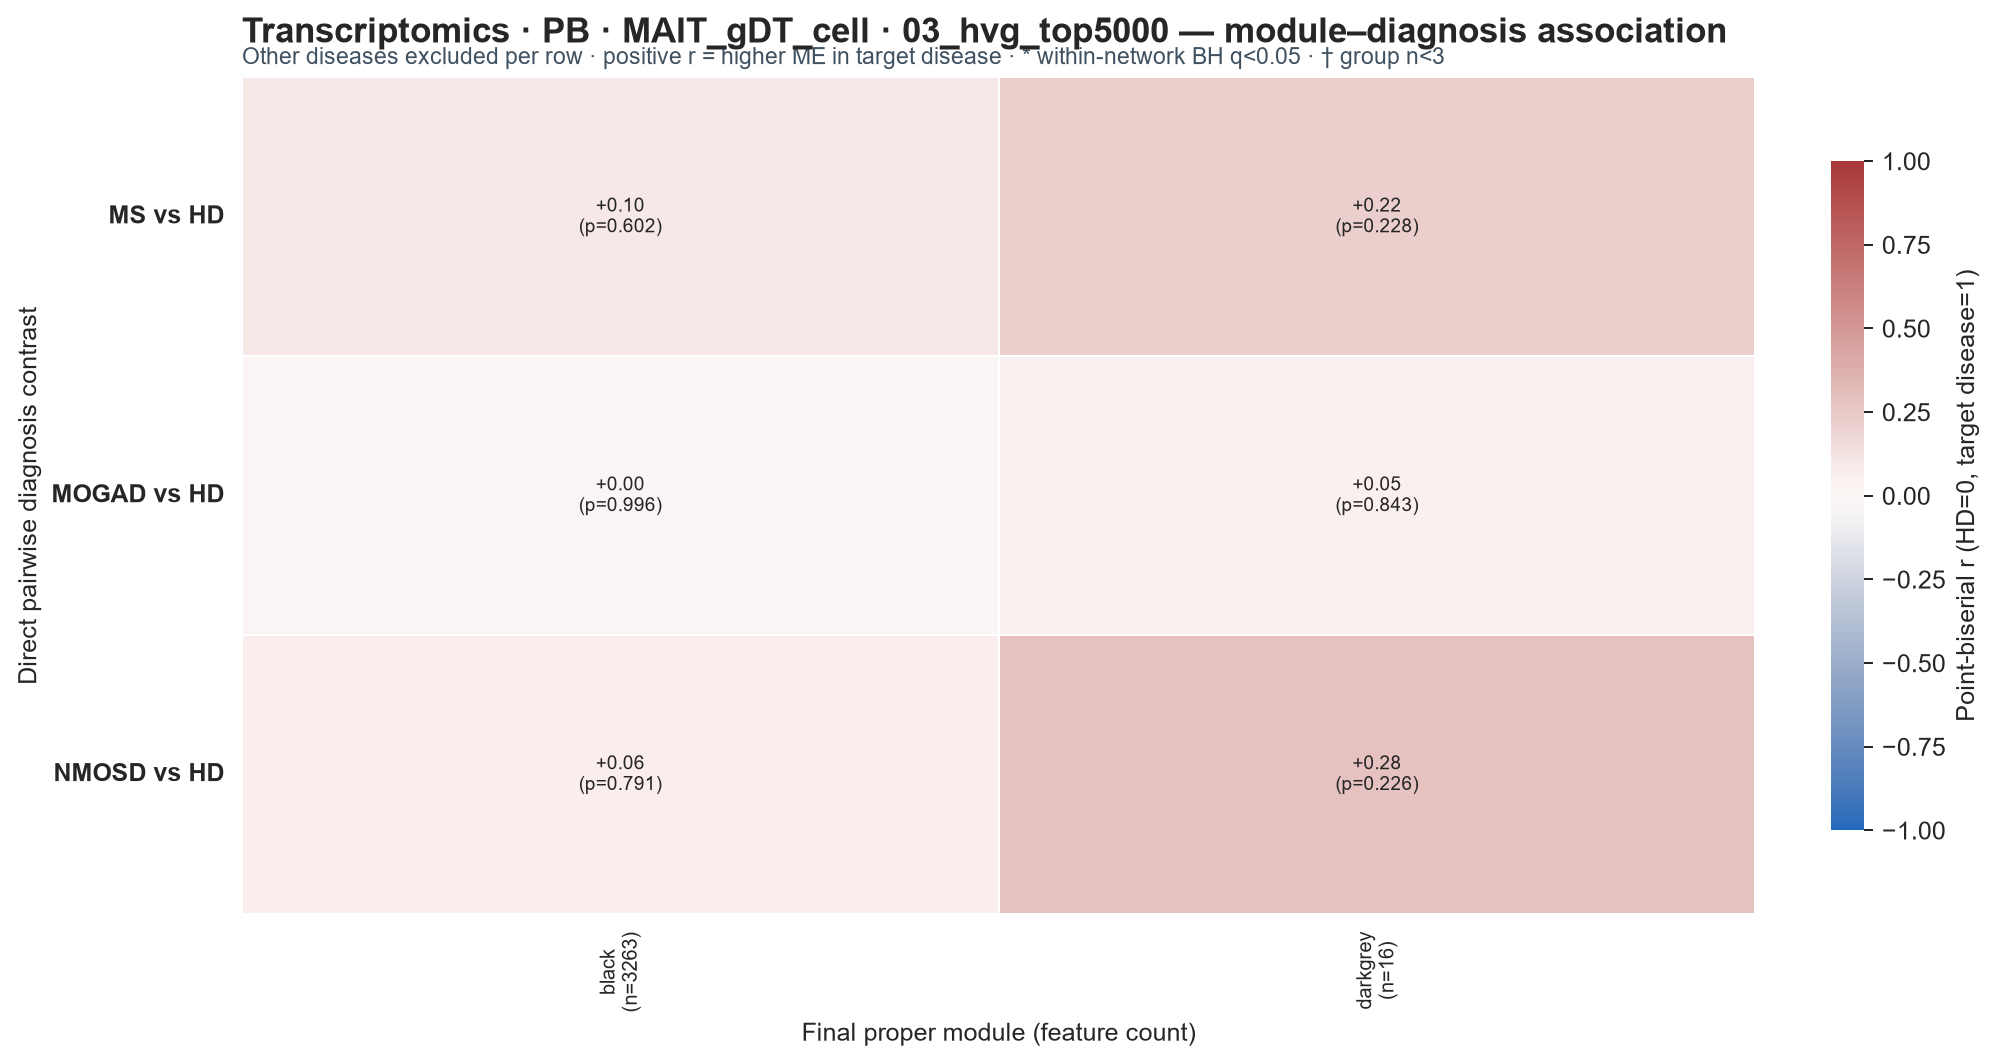 Transcriptomics · PB · MAIT_gDT_cell · 03_hvg_top5000 — module–diagnosis association
Other diseases excluded per row · positive r = higher ME in target disease · * within-network BH q<0.05 · † group n<3
Direct pairwise diagnosis contrast
MS vs HD
+0.10
(p=0.602)
+0.22
(p=0.228)
MOGAD vs HD
+0.00
(p=0.996)
+0.05
(p=0.843)
NMOSD vs HD
+0.06
(p=0.791)
+0.28
(p=0.226)
black
(n=3263)
darkgrey
(n=16)
Final proper module (feature count)
1.00
0.75
0.50
0.25
0.00
−0.25
−0.50
−0.75
−1.00
Point-biserial r (HD=0, target disease=1)